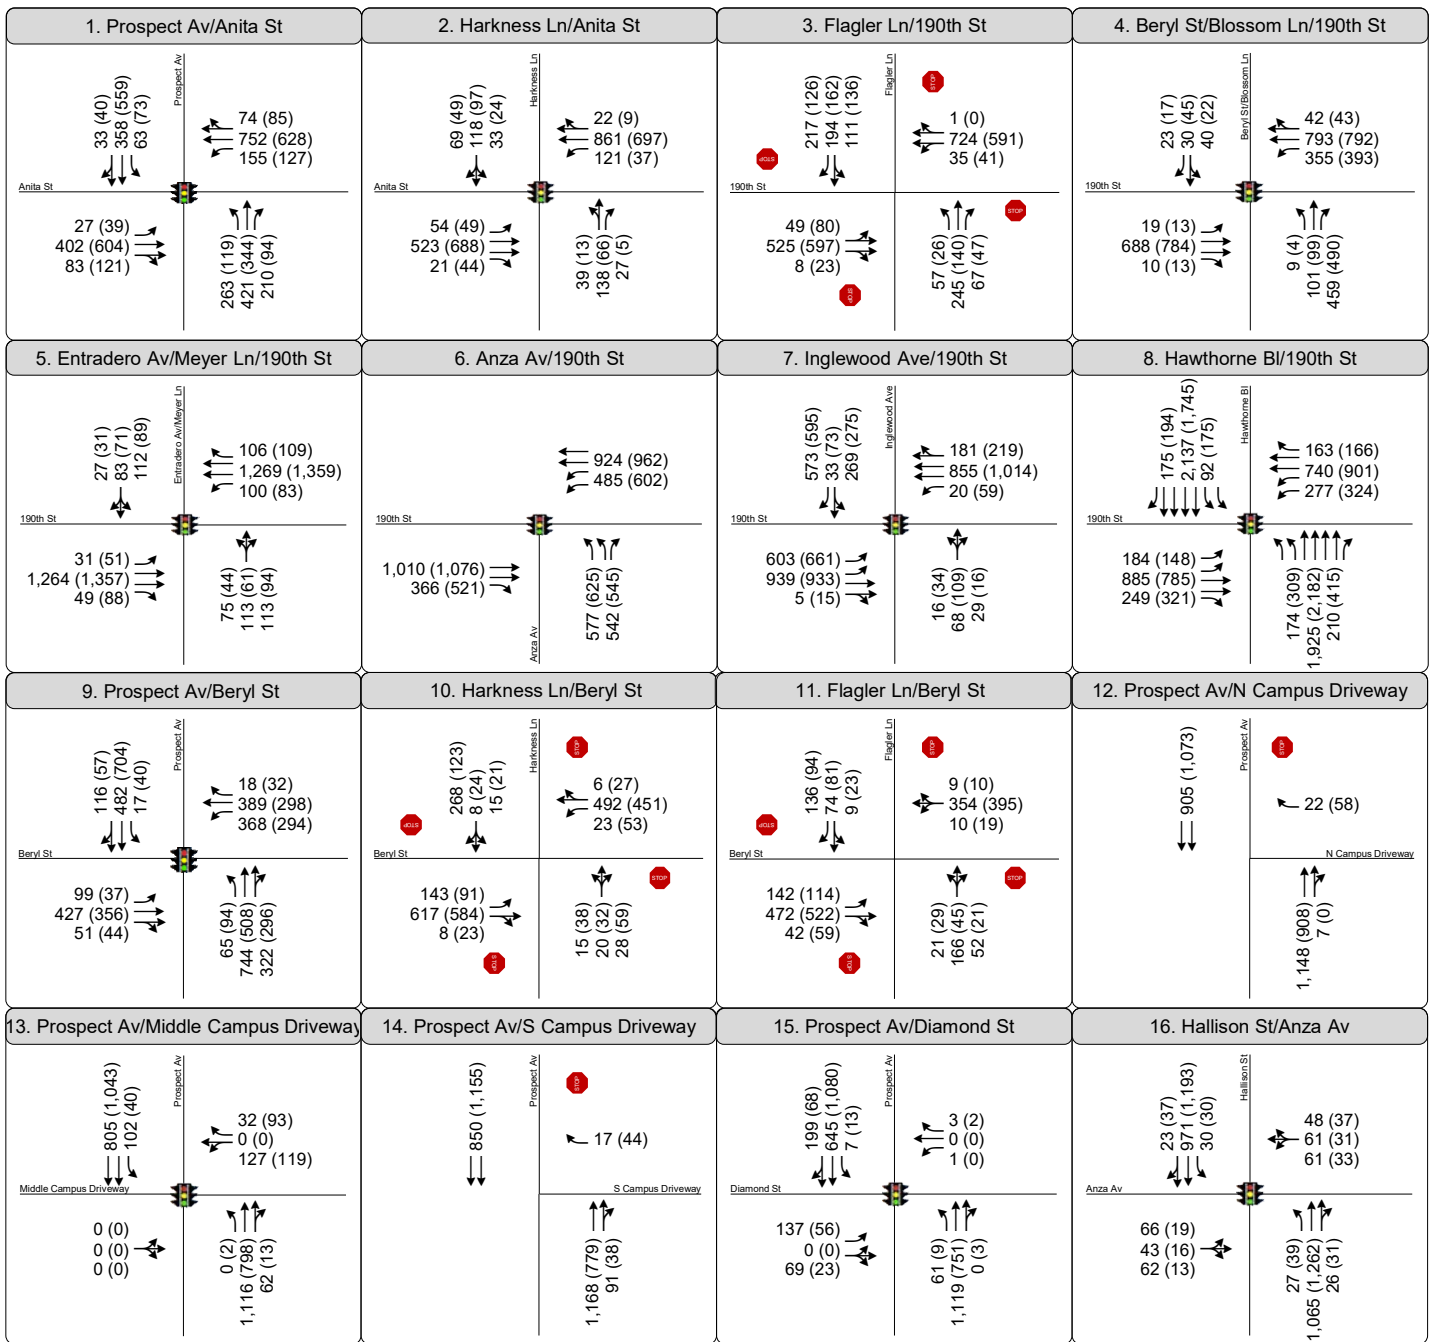 1. Prospect Av/Anita St
Prospect Av
Anita St
33 (40)
358 (559)
63 (73)
74 (85)
752 (628)
155 (127)
27 (39)
402 (604)
83 (121)
263 (119)
421 (344)
210 (94)
2. Harkness Ln/Anita St
Harkness Ln
Anita St
69 (49)
118 (97)
33 (24)
22 (9)
861 (697)
121 (37)
54 (49)
523 (688)
21 (44)
39 (13)
138 (66)
27 (5)
3. Flagler Ln/190th St
Flagler Ln
190th St
217 (126)
194 (162)
111 (136)
STOP
1 (0)
724 (591)
35 (41)
STOP
STOP
49 (80)
525 (597)
8 (23)
STOP
57 (26)
245 (140)
67 (47)
4. Beryl St/Blossom Ln/190th St
Beryl St/Blossom Ln
190th St
23 (17)
30 (45)
40 (22)
42 (43)
793 (792)
355 (393)
19 (13)
688 (784)
10 (13)
9 (4)
101 (99)
459 (490)
5. Entradero Av/Meyer Ln/190th St
Entradero Av/Meyer Ln
190th St
27 (31)
83 (71)
112 (89)
106 (109)
1,269 (1,359)
100 (83)
31 (51)
1,264 (1,357)
49 (88)
75 (44)
113 (61)
113 (94)
6. Anza Av/190th St
190th St
Anza Av
924 (962)
485 (602)
1,010 (1,076)
366 (521)
577 (625)
542 (545)
7. Inglewood Ave/190th St
Inglewood Ave
190th St
573 (595)
33 (73)
269 (275)
181 (219)
855 (1,014)
20 (59)
603 (661)
939 (933)
5 (15)
16 (34)
68 (109)
29 (16)
8. Hawthorne Bl/190th St
Hawthorne Bl
190th St
175 (194)
2,137 (1,745)
92 (175)
163 (166)
740 (901)
277 (324)
184 (148)
885 (785)
249 (321)
174 (309)
1,925 (2,182)
210 (415)
9. Prospect Av/Beryl St
Prospect Av
Beryl St
116 (57)
482 (704)
17 (40)
18 (32)
389 (298)
368 (294)
99 (37)
427 (356)
51 (44)
65 (94)
744 (508)
322 (296)
10. Harkness Ln/Beryl St
Harkness Ln
Beryl St
268 (123)
8 (24)
15 (21)
STOP
6 (27)
492 (451)
23 (53)
STOP
STOP
143 (91)
617 (584)
8 (23)
STOP
15 (38)
20 (32)
28 (59)
11. Flagler Ln/Beryl St
Flagler Ln
Beryl St
136 (94)
74 (81)
9 (23)
STOP
9 (10)
354 (395)
10 (19)
STOP
STOP
142 (114)
472 (522)
42 (59)
STOP
21 (29)
166 (45)
52 (21)
12. Prospect Av/N Campus Driveway
Prospect Av
N Campus Driveway
905 (1,073)
STOP
22 (58)
1,148 (908)
7 (0)
13. Prospect Av/Middle Campus Driveway
Prospect Av
Middle Campus Driveway
805 (1,043)
102 (40)
32 (93)
0 (0)
127 (119)
0 (0)
0 (0)
0 (0)
0 (2)
1,116 (798)
62 (13)
14. Prospect Av/S Campus Driveway
Prospect Av
S Campus Driveway
850 (1,155)
STOP
17 (44)
1,168 (779)
91 (38)
15. Prospect Av/Diamond St
Prospect Av
Diamond St
199 (68)
645 (1,080)
7 (13)
3 (2)
0 (0)
1 (0)
137 (56)
0 (0)
69 (23)
61 (9)
1,119 (751)
0 (3)
16. Hallison St/Anza Av
Hallison St
Anza Av
23 (37)
971 (1,193)
30 (30)
48 (37)
61 (31)
61 (33)
66 (19)
43 (16)
62 (13)
27 (39)
1,065 (1,262)
26 (31)